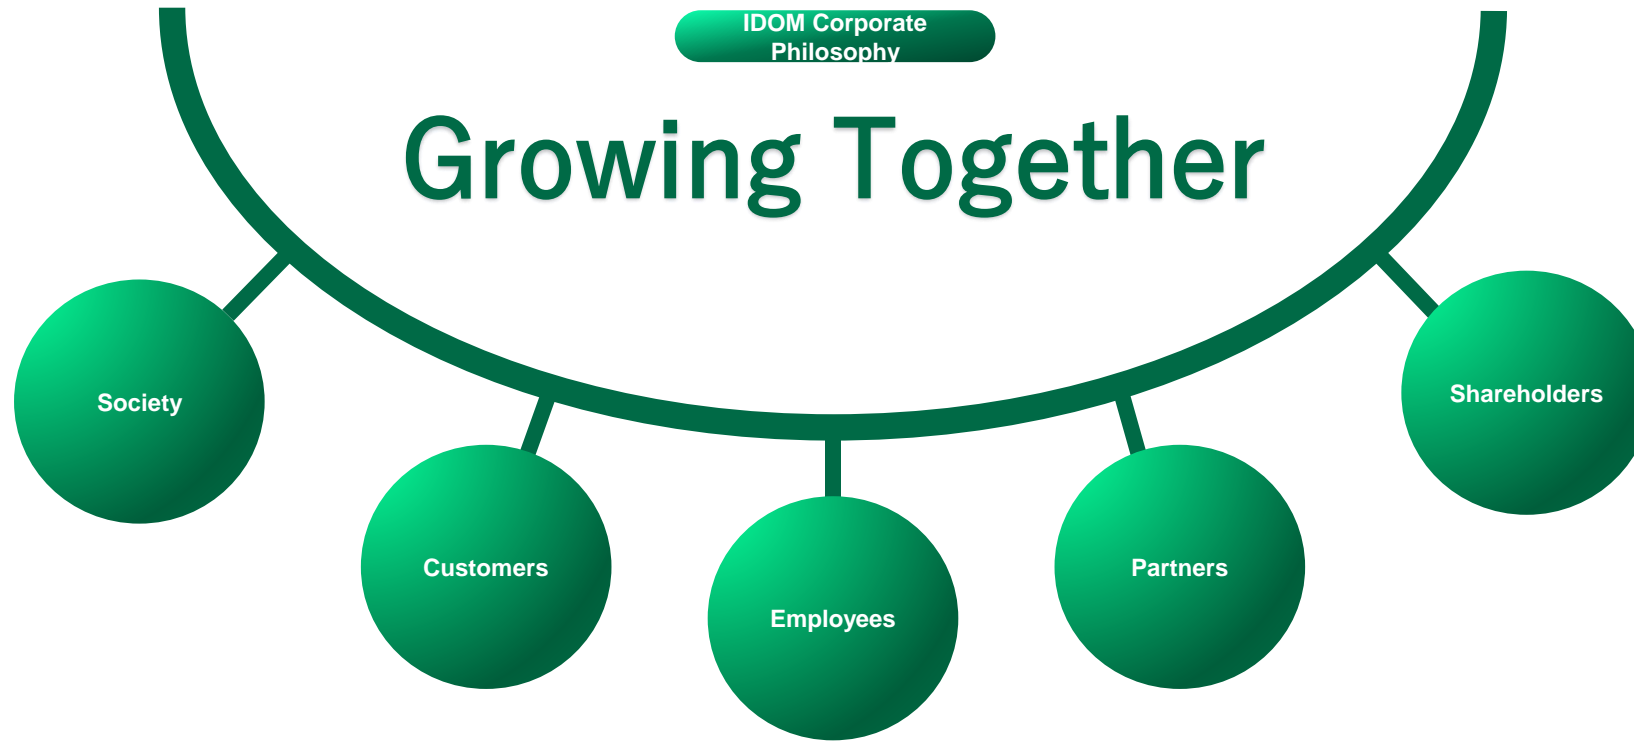 IDOM Corporate
Philosophy
Growing Together
Society
Customers
Employees
Partners
Shareholders